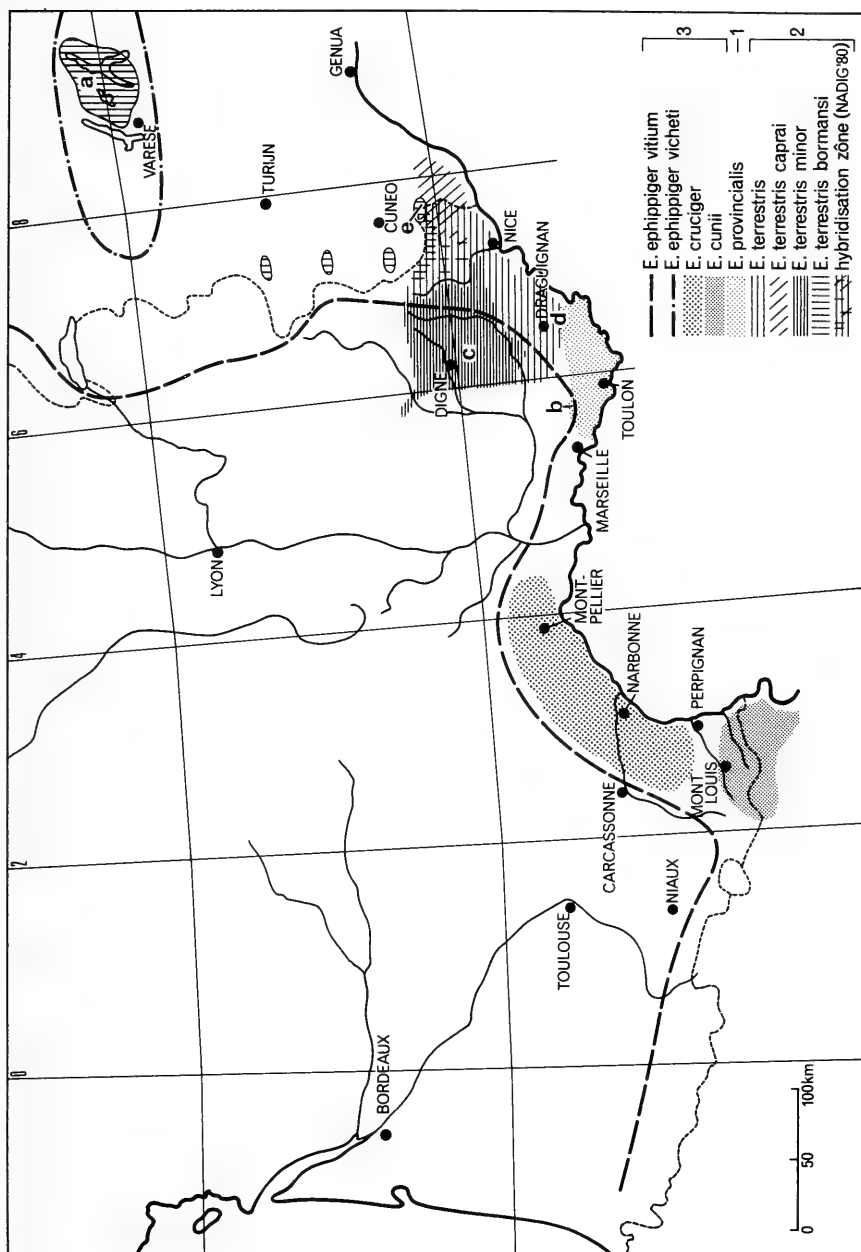 0
2
4
6
8
a
VARESE
GENUA
TURIJN
CUNEO
e
NICE
DRAGUIGNAN
d
DIGNE
c
b
TOULON
MARSEILLE
LYON
MONT-
PELLIER
NARBONNE
PERPIGNAN
MONT
LOUIS
CARCASSONNE
NIAUX
TOULOUSE
BORDEAUX
0 50 100km
E. ephippiger vitium
E. ephippiger vicheti
E. cruciger
E. cunii
E. provincialis
E. terrestris
E. terrestris caprai
E. terrestris minor
E. terrestris bormansi
hybridisation zône (NADIG'80)
3
1
2